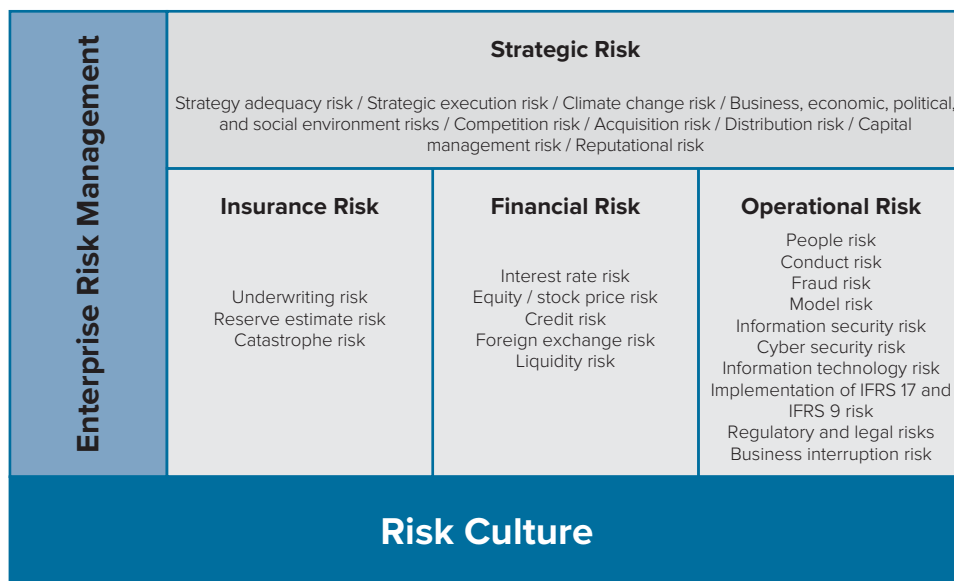 Enterprise Risk Management
Strategic Risk
Strategy adequacy risk / Strategic execution risk / Climate change risk / Business, economic, political,
and social environment risks / Competition risk / Acquisition risk / Distribution risk / Capital
management risk / Reputational risk
Insurance Risk
Underwriting risk
Reserve estimate risk
Catastrophe risk
Financial Risk
Interest rate risk
Equity / stock price risk
Credit risk
Foreign exchange risk
Liquidity risk
Operational Risk
People risk
Conduct risk
Fraud risk
Model risk
Information security risk
Cyber security risk
Information technology risk
Implementation of IFRS 17 and
IFRS 9 risk
Regulatory and legal risks
Business interruption risk
Risk Culture